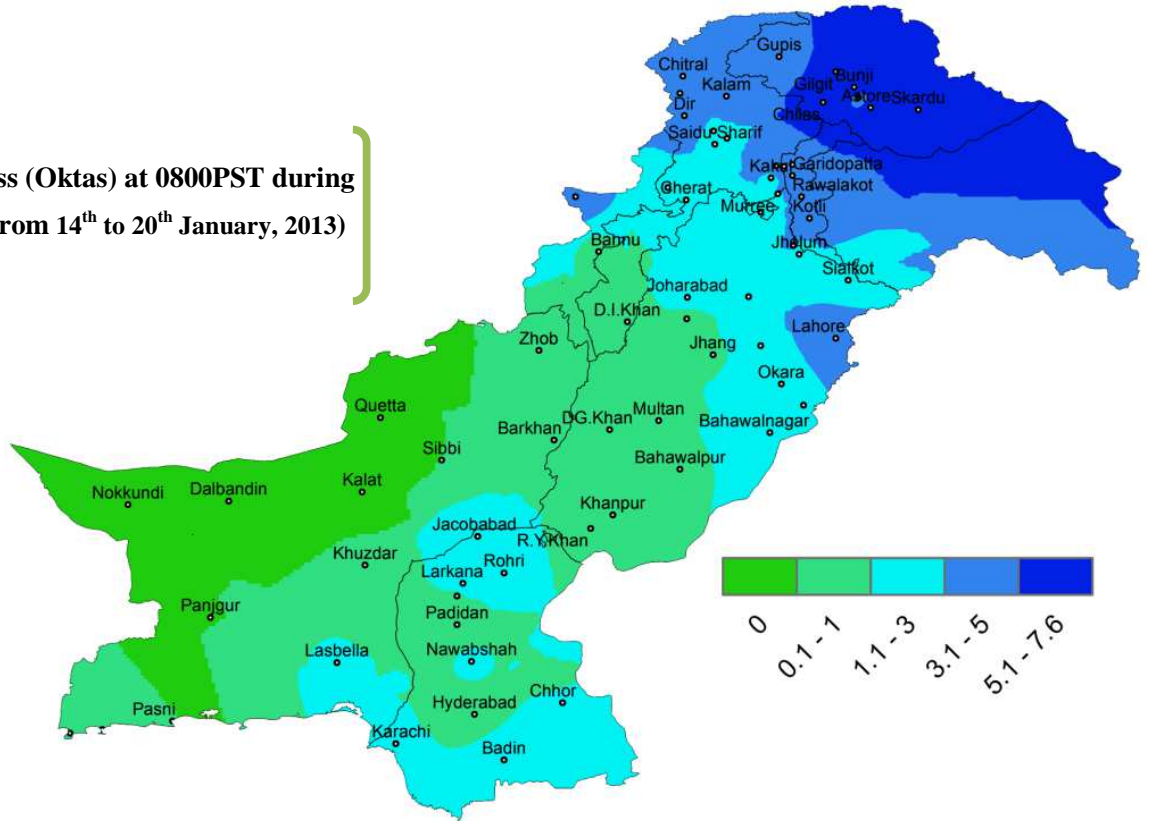 Gupis
Chitral
Bunji
Kalam
Gilgit
Astore
Skardu
Dir
Chilas
ss (Oktas) at 0800PST during
Saidu Sharif
Garidopatta
Cherat
Rawalakot
rom 14th to 20th January, 2013)
Murree
Kotli
Bannu
Jhelum
Sialkot
Joharabad
D.I.Khan
Lahore
Zhob
Jhang
Okara
Quetta
DG.Khan
Multan
Bahawalnagar
Barkhan
Sibbi
Bahawalpur
Nokkundi
Dalbandin
Kalat
Khanpur
Jacobabad
R.Y.Khan
Khuzdar
Rohri
Larkana
Panjgur
Padidan
Lasbella
Nawabshah
Chhor
Pasni
Hyderabad
Karachi
Badin
0
0.1 - 1
1.1 - 3
3.1 - 5
5.1 - 7.6